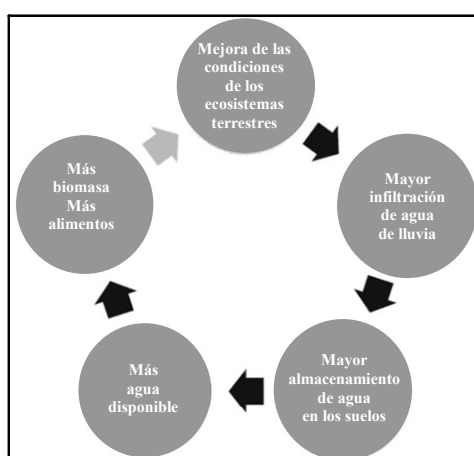 Mejora de las
condiciones
de los
ecosistemas
terrestres
Mayor
infiltración
de agua
de lluvia
Mayor
almacenamiento
de agua
en los suelos
Más
agua
disponible
Más
biomasa
Más
alimentos